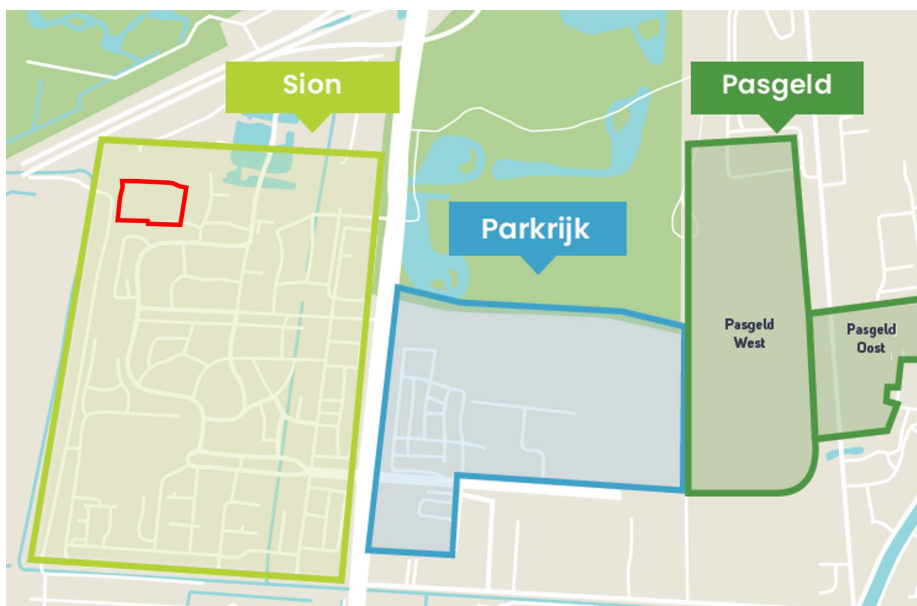 Sion
Pasgeld
Parkrijk
Pasgeld
West
Pasgeld
Oost